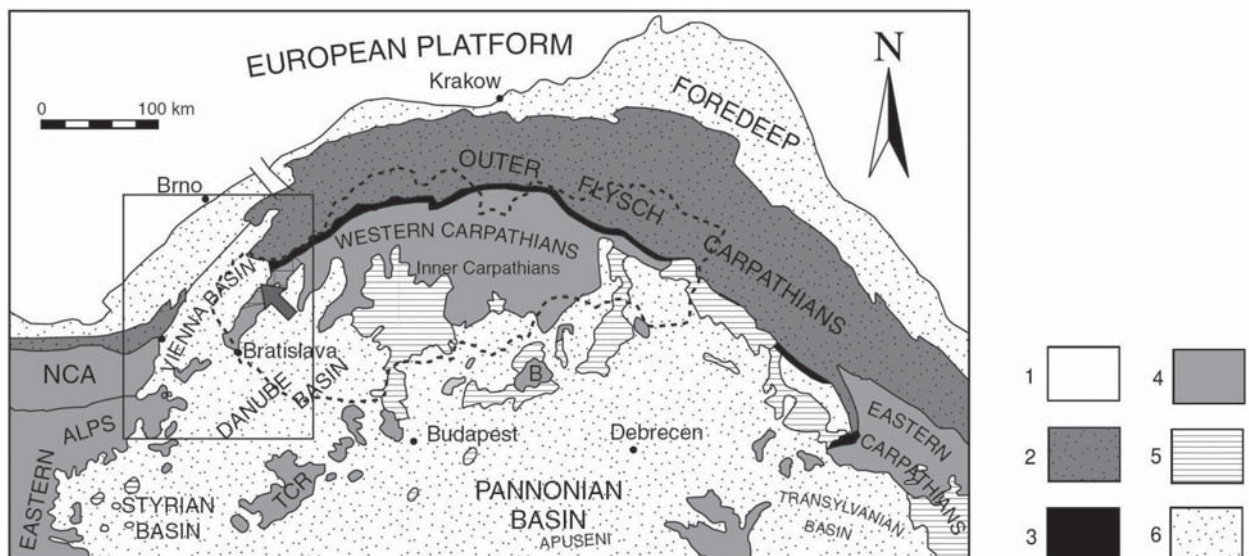 EUROPEAN PLATFORM
N
Krakow
0 100 km
FOREDEEP
OUTER
FLYSCH
CARPATHIANS
Brno
WESTERN CARPATHIANS
Inner Carpathians
VIENNA BASIN
Bratislava
NCA
DANUBE
BASIN
B
ALPS
EASTERN
Budapest
Debrecen
EASTERN
CARPATHIANS
STYRIAN
BASIN
TCR
PANNONIAN
BASIN
APUSENI
TRANSYLVANIAN
BASIN
1
4
2
5
3
6